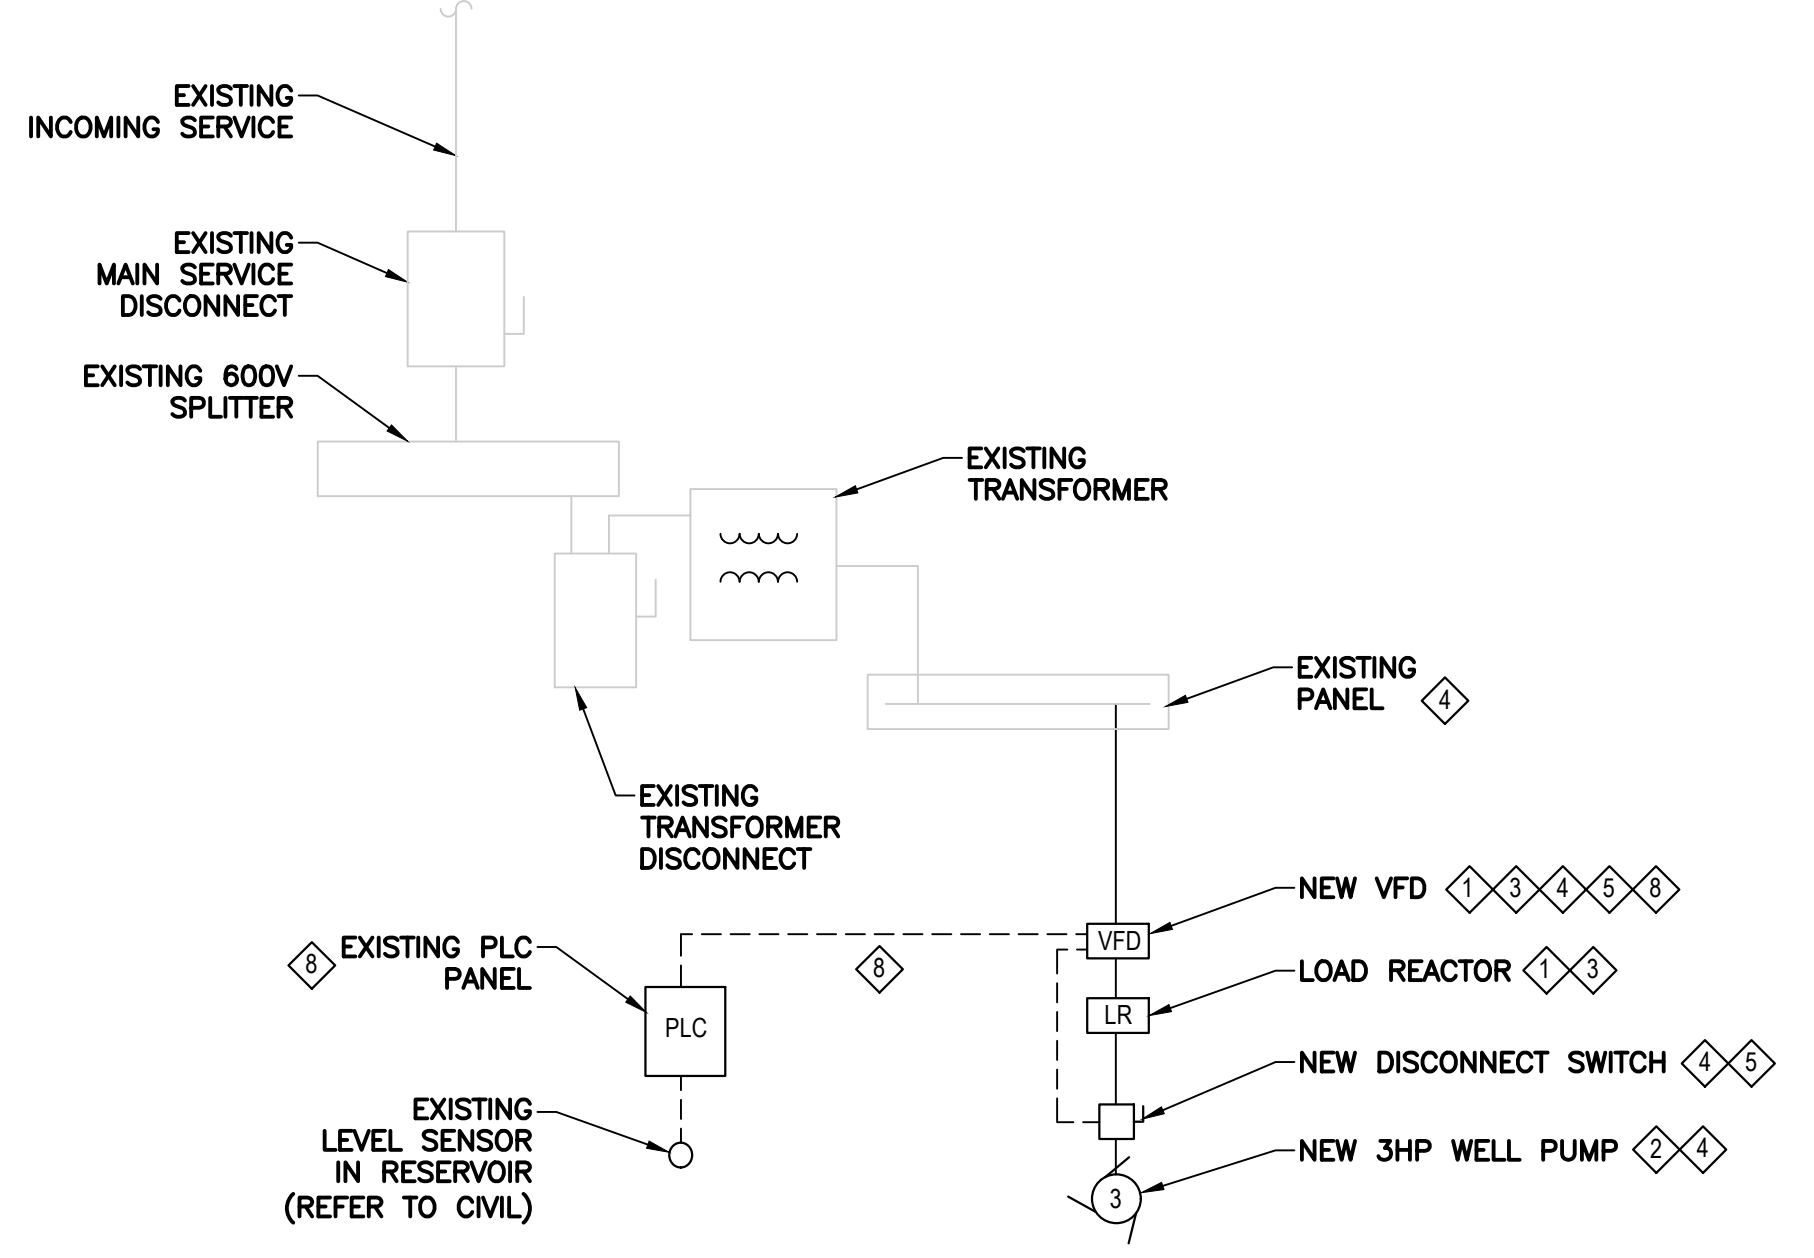 EXISTING
INCOMING SERVICE
EXISTING
MAIN SERVICE
DISCONNECT
EXISTING 600V
SPLITTER
EXISTING
TRANSFORMER
EXISTING
PANEL 4
EXISTING
TRANSFORMER
DISCONNECT
NEW VFD 1 3 4 5 8
VFD
8 EXISTING PLC
PANEL
8
LOAD REACTOR 1 3
LR
PLC
NEW DISCONNECT SWITCH 4 5
EXISTING
LEVEL SENSOR
IN RESERVOIR
(REFER TO CIVIL)
NEW 3HP WELL PUMP 2 4
3